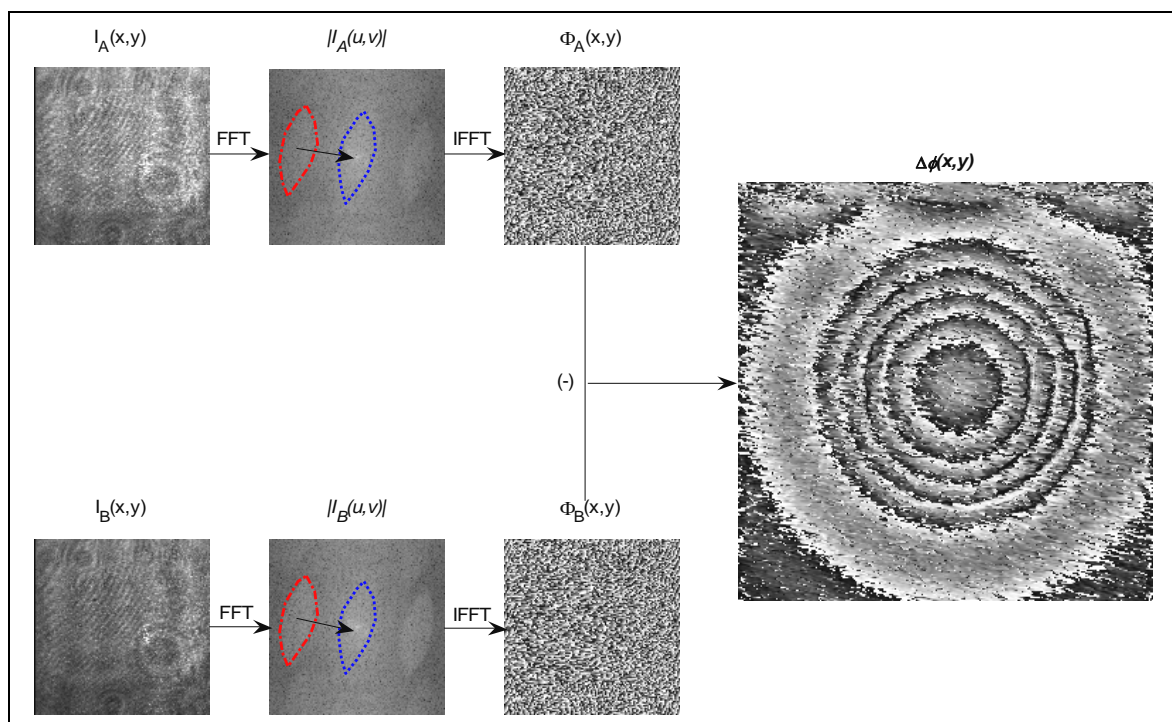 I_A(x,y) |I_A(u,v)| Φ_A(x,y)
FFT IFFT
Δϕ(x,y)
(-)
I_B(x,y) |I_B(u,v)| Φ_B(x,y)
FFT IFFT